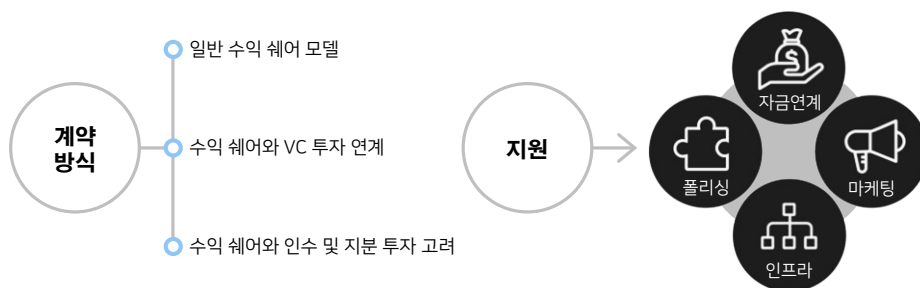 계약
방식
일반 수익 쉐어 모델
수익 쉐어와 VC 투자 연계
수익 쉐어와 인수 및 지분 투자 고려
지원
자금연계
폴리싱
마케팅
인프라